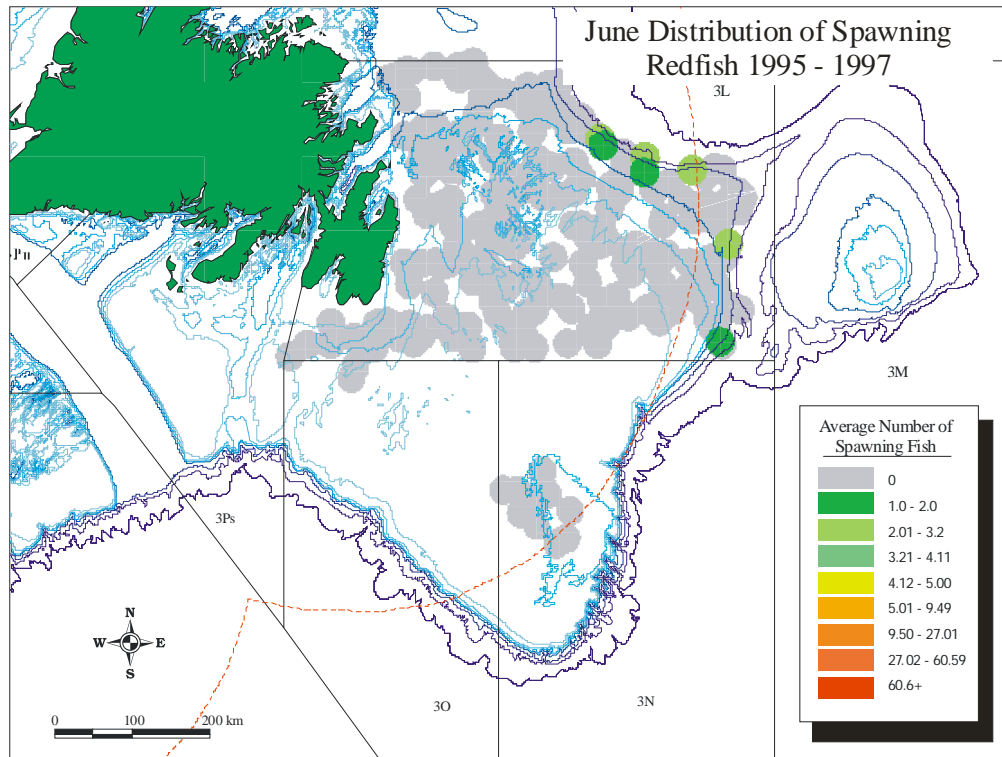 June Distribution of Spawning
Redfish 1995 - 1997
3L
3M
3Ps
3O
3N
N
W E
S
0 100 200 km
Average Number of
Spawning Fish
0
1.0 - 2.0
2.01 - 3.2
3.21 - 4.11
4.12 - 5.00
5.01 - 9.49
9.50 - 27.01
27.02 - 60.59
60.6+